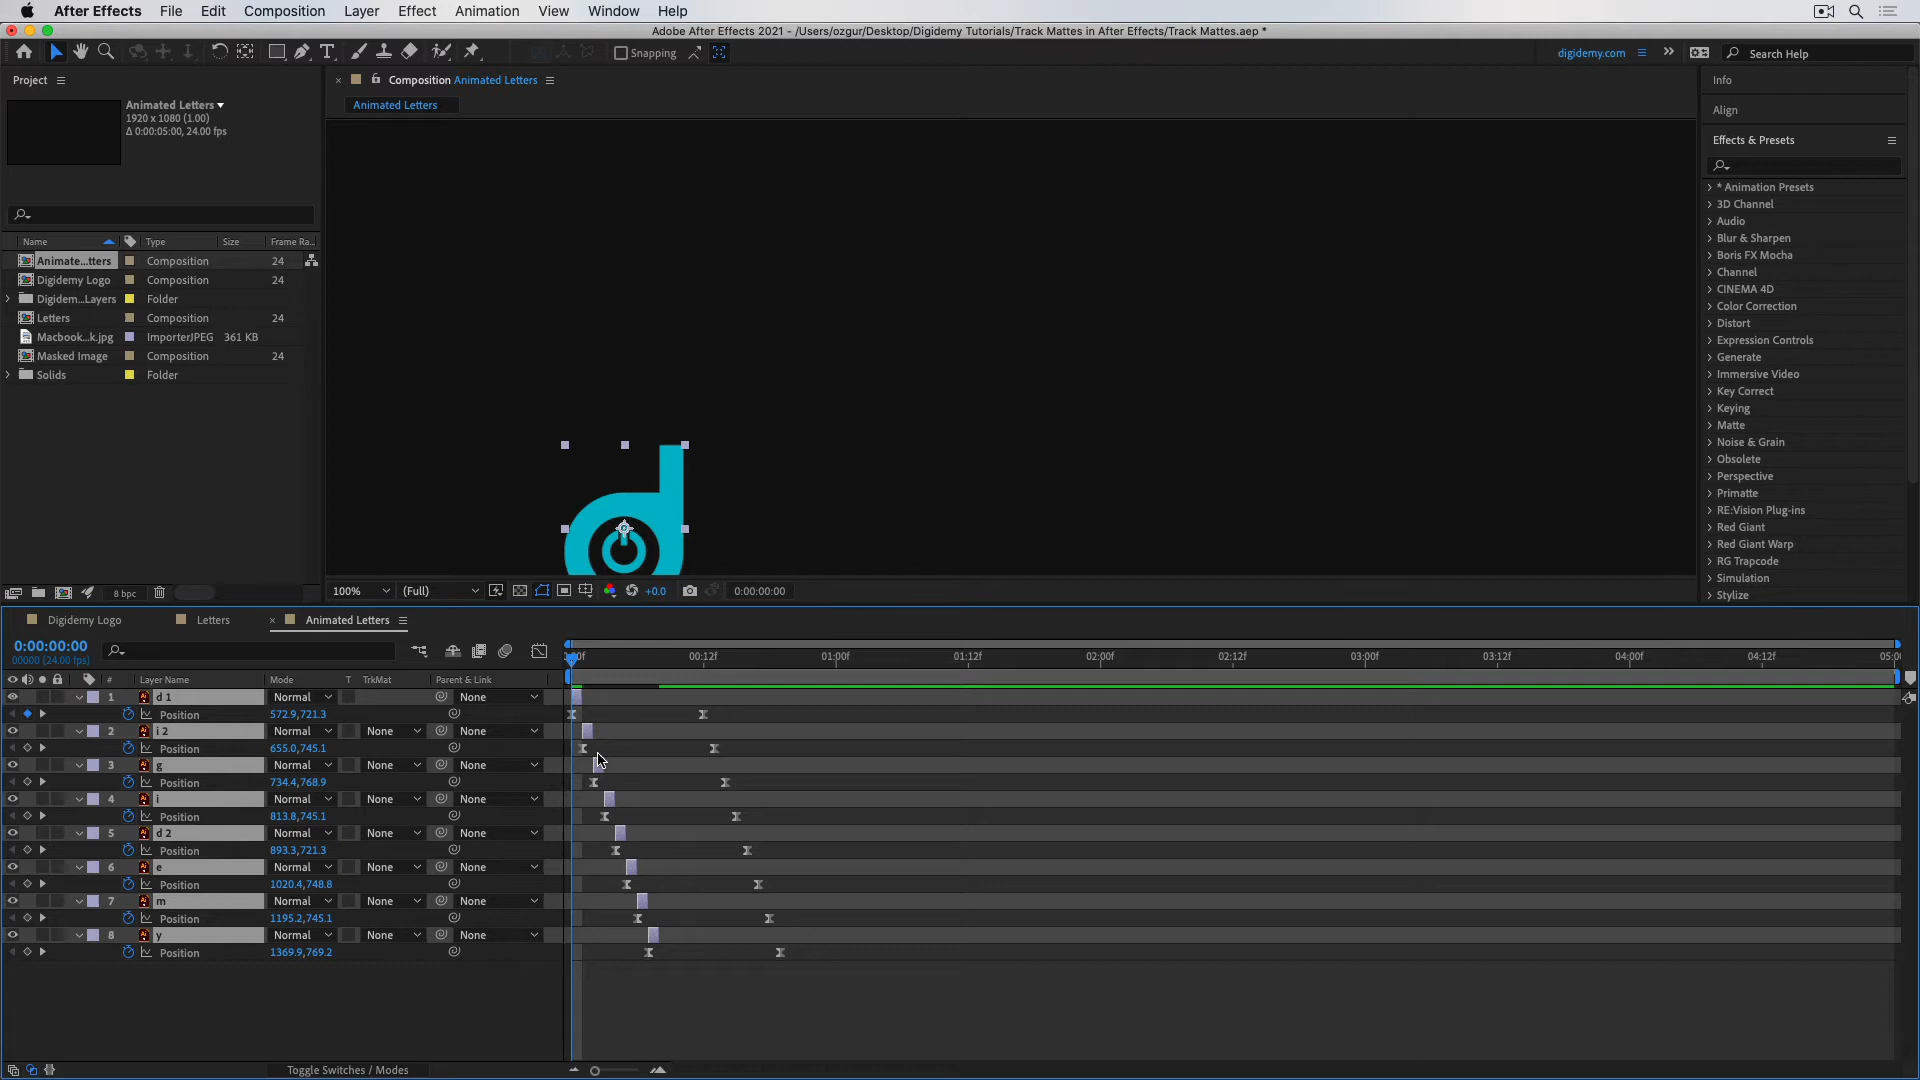 After Effects File Edit Composition Layer Effect Animation View Window Help
Adobe After Effects 2021 - /Users/ozgur/Desktop/Digidemy Tutorials/Track Mattes in After Effects/Track Mattes.aep *
Snapping digidemy.com Search Help
Project
Animated Letters
1920 x 1080 (1.00)
Δ 0:00:05:00, 24.00 fps
Name Type Size Frame Ra...
Animate...tters Composition 24
Digidemy Logo Composition 24
Digidem...Layers Folder
Letters Composition 24
Macbook...k.jpg ImporterJPEG 361 KB
Masked Image Composition 24
Solids Folder
8 bpc
Composition Animated Letters
Animated Letters
100% (Full) +0.0 0:00:00:00
Info
Align
Effects & Presets
* Animation Presets
3D Channel
Audio
Blur & Sharpen
Boris FX Mocha
Channel
CINEMA 4D
Color Correction
Distort
Expression Controls
Generate
Immersive Video
Key Correct
Keying
Matte
Noise & Grain
Obsolete
Perspective
Primatte
RE:Vision Plug-ins
Red Giant
Red Giant Warp
RG Trapcode
Simulation
Stylize
Digidemy Logo Letters Animated Letters
0:00:00:00
00000 (24.00 fps)
00:12f 01:00f 01:12f 02:00f 02:12f 03:00f 03:12f 04:00f 04:12f
# Layer Name Mode T TrkMat Parent & Link
1 d 1 Normal None
Position 572.9,721.3
2 i 2 Normal None None
Position 655.0,745.1
3 g Normal None None
Position 734.4,768.9
4 i Normal None None
Position 813.8,745.1
5 d 2 Normal None None
Position 893.3,721.3
6 e Normal None None
Position 1020.4,748.8
7 m Normal None None
Position 1195.2,745.1
8 y Normal None None
Position 1369.9,769.2
Toggle Switches / Modes